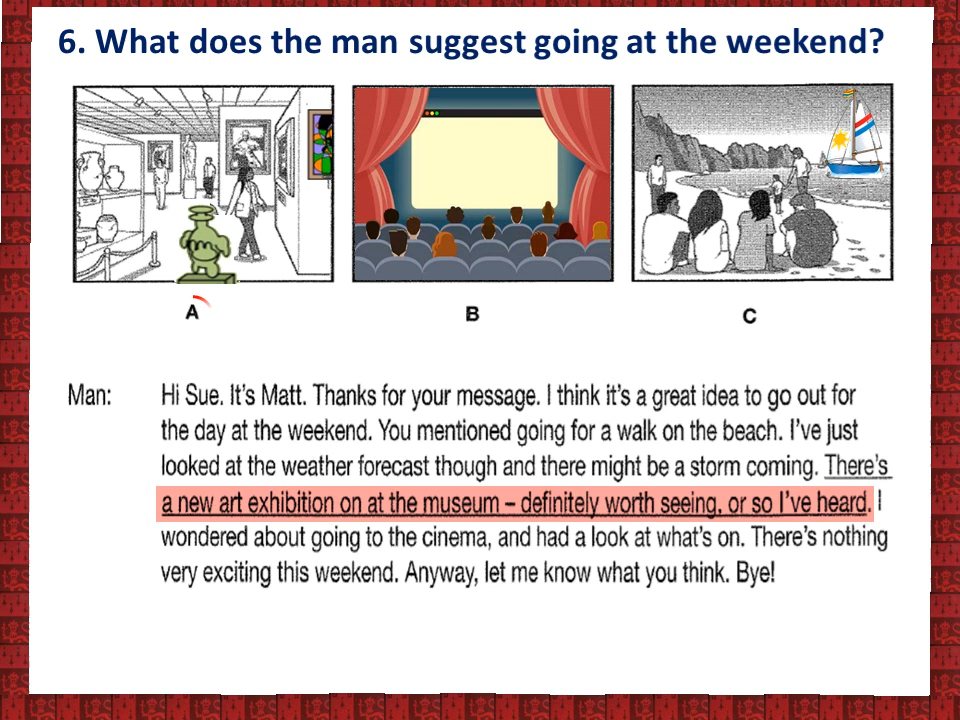 6. What does the man suggest going at the weekend?
A
B
C
Man: Hi Sue. It's Matt. Thanks for your message. I think it's a great idea to go out for
the day at the weekend. You mentioned going for a walk on the beach. I've just
looked at the weather forecast though and there might be a storm coming. There's
a new art exhibition on at the museum – definitely worth seeing, or so I've heard. I
wondered about going to the cinema, and had a look at what's on. There's nothing
very exciting this weekend. Anyway, let me know what you think. Bye!